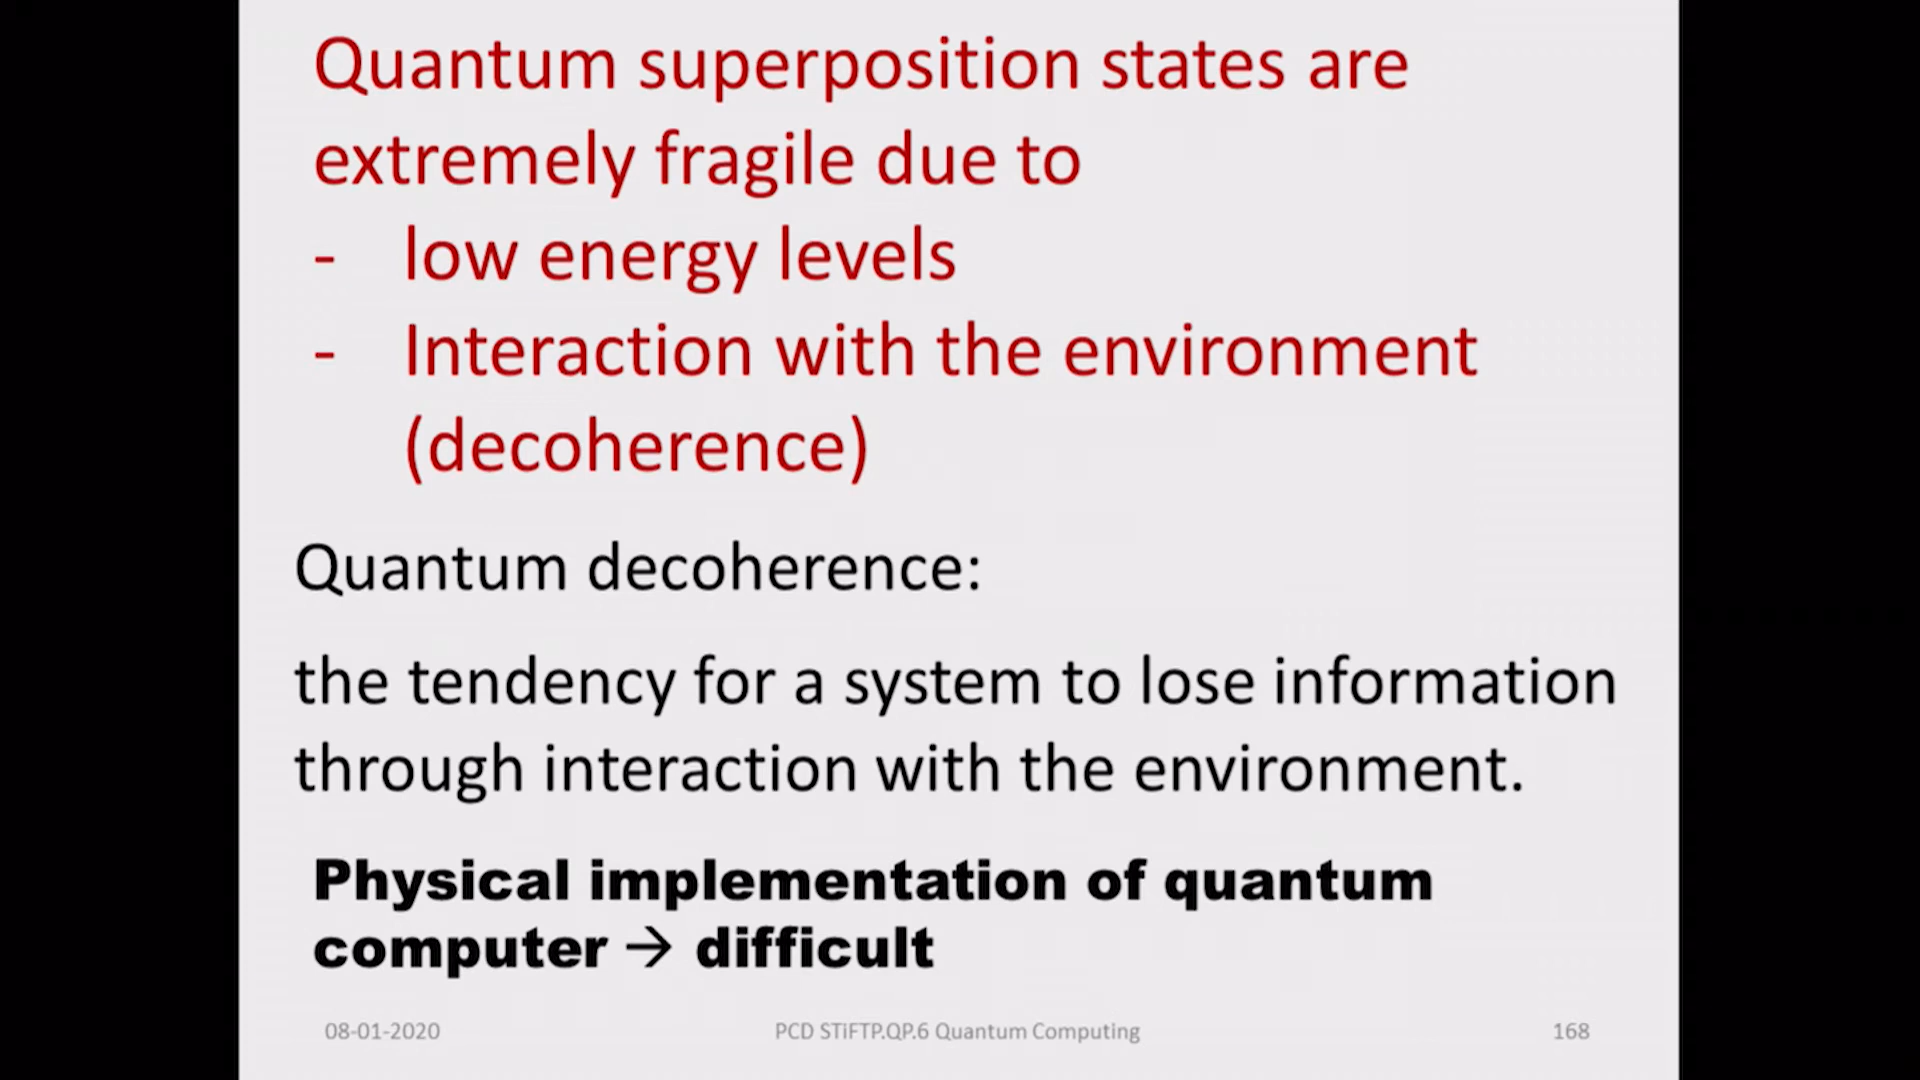 Quantum superposition states are
extremely fragile due to
- low energy levels
- Interaction with the environment
(decoherence)
Quantum decoherence:
the tendency for a system to lose information
through interaction with the environment.
Physical implementation of quantum
computer → difficult
08-01-2020 PCD STiFTP.QP.6 Quantum Computing 168